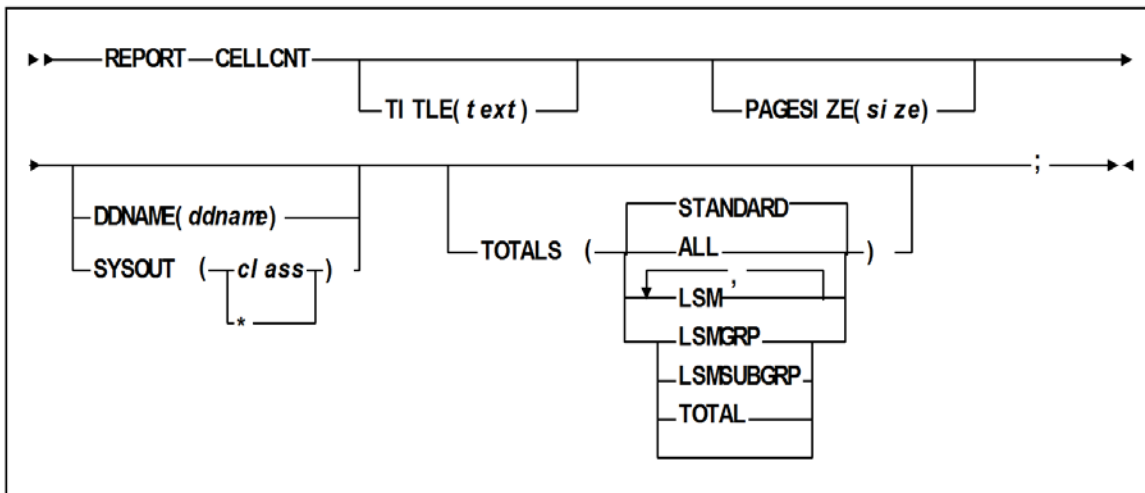 REPORT CELLCNT
TITLE(text)
PAGESIZE(size)
;
DDNAME(ddname)
SYSOUT (class)
*
TOTALS (
STANDARD
ALL
)
,
LSM
LSMGRP
LSMSUBGRP
TOTAL